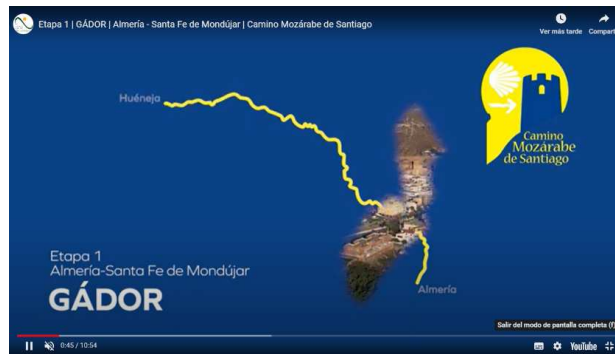 Etapa 1 | GÁDOR | Almería - Santa Fe de Mondújar | Camino Mozárabe de Santiago
Ver más tarde
Compart
Huéneja
Camino
Mozárabe
de Santiago
Etapa 1
Almería-Santa Fe de Mondújar
GÁDOR
Almería
Salir del modo de pantalla completa (f)
0:45 / 10:54
YouTube